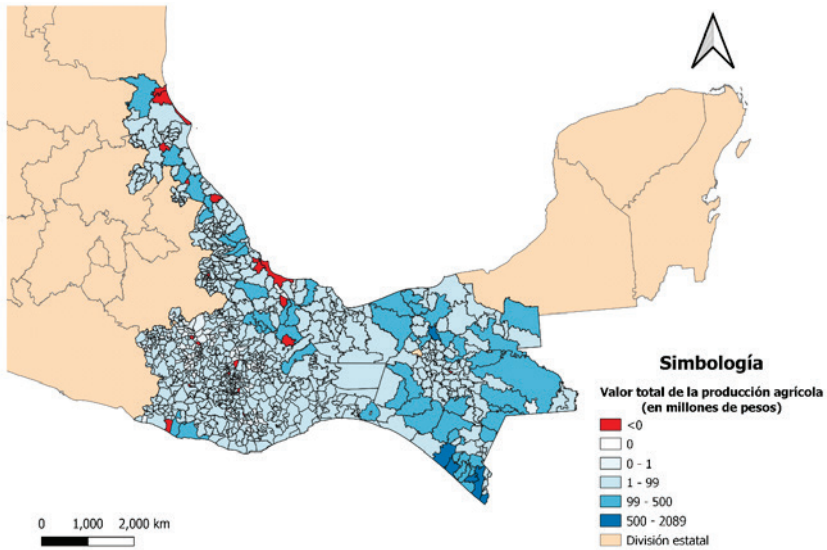 Simbología
Valor total de la producción agrícola
(en millones de pesos)
<0
0
0 - 1
1 - 99
99 - 500
500 - 2089
División estatal
0 1,000 2,000 km